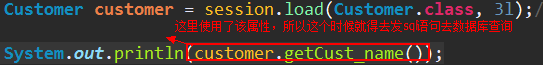 Customer customer = session.load(Customer.class, 3l);/
这里使用了该属性，所以这个时候就得去发sql语句去数据库查询
System.out.println(customer.getCust_name());